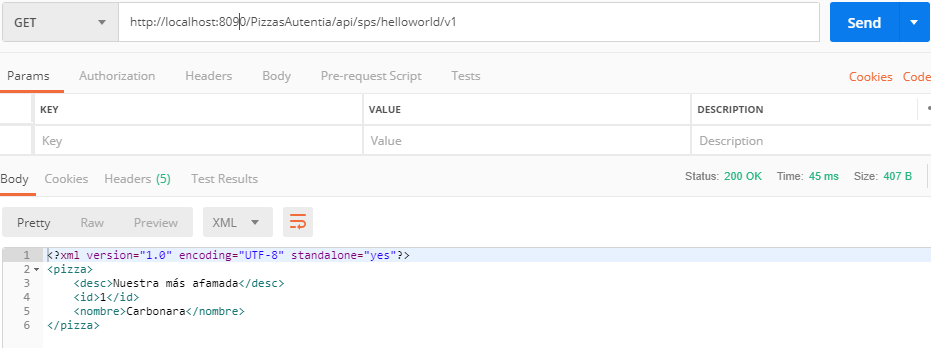 GET http://localhost:8090/PizzasAutentia/api/sps/helloworld/v1 Send
Params Authorization Headers Body Pre-request Script Tests Cookies Code
KEY VALUE DESCRIPTION
Key Value Description
Body Cookies Headers (5) Test Results Status: 200 OK Time: 45 ms Size: 407 B
Pretty Raw Preview XML
1 <?xml version="1.0" encoding="UTF-8" standalone="yes"?>
2 <pizza>
3 <desc>Nuestra más afamada</desc>
4 <id>1</id>
5 <nombre>Carbonara</nombre>
6 </pizza>